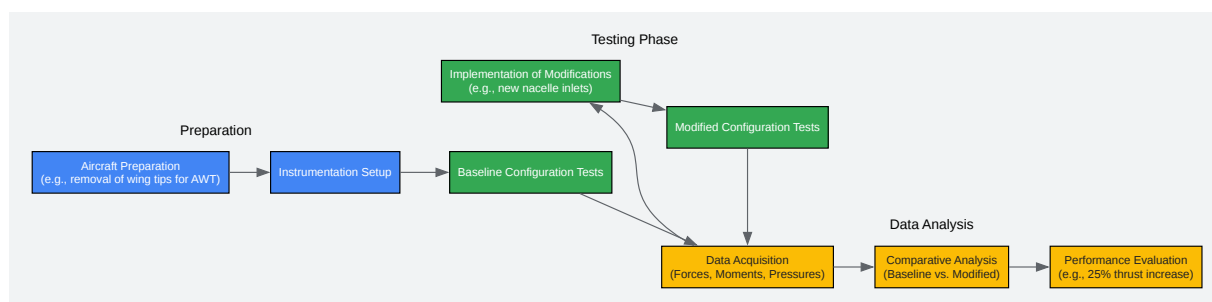 Testing Phase
Implementation of Modifications
(e.g., new nacelle inlets)
Modified Configuration Tests
Preparation
Aircraft Preparation
(e.g., removal of wing tips for AWT)
Instrumentation Setup
Baseline Configuration Tests
Data Analysis
Data Acquisition
(Forces, Moments, Pressures)
Comparative Analysis
(Baseline vs. Modified)
Performance Evaluation
(e.g., 25% thrust increase)